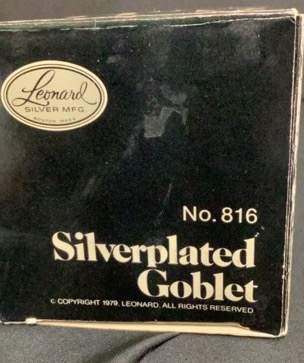 Leonard
SILVER MFG.
BOSTON, MASS.
No. 816
Silverplated
Goblet
© COPYRIGHT 1979. LEONARD. ALL RIGHTS RESERVED